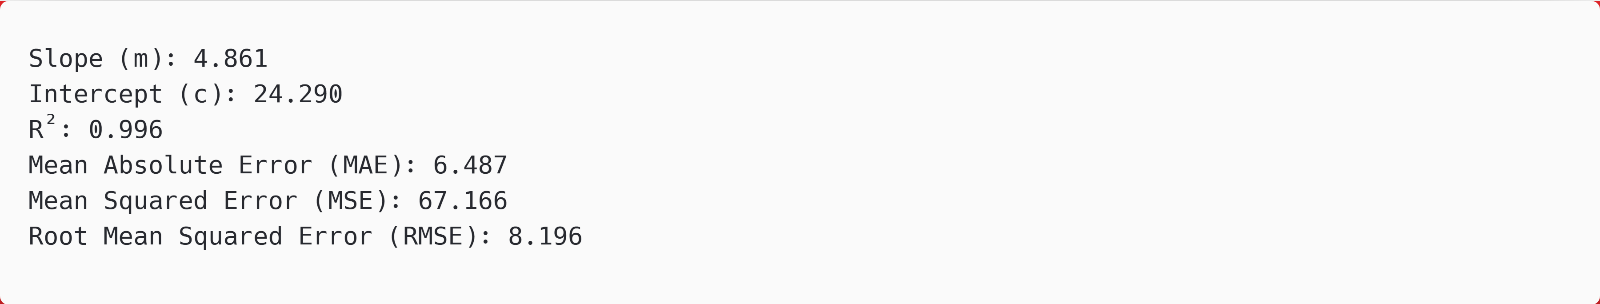 Slope (m): 4.861
Intercept (c): 24.290
R²: 0.996
Mean Absolute Error (MAE): 6.487
Mean Squared Error (MSE): 67.166
Root Mean Squared Error (RMSE): 8.196